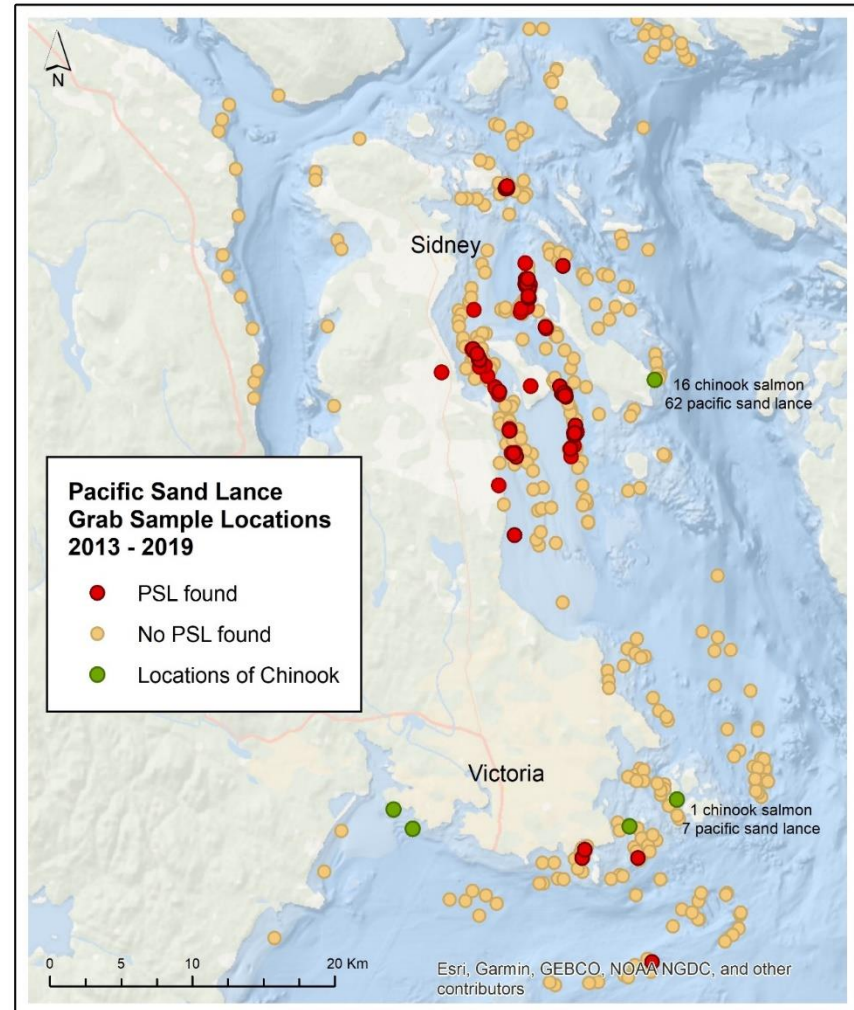 N
Sidney
16 chinook salmon
62 pacific sand lance
Pacific Sand Lance
Grab Sample Locations
2013 - 2019
PSL found
No PSL found
Locations of Chinook
Victoria
1 chinook salmon
7 pacific sand lance
0 5 10 20 Km
Esri, Garmin, GEBCO, NOAA NGDC, and other
contributors